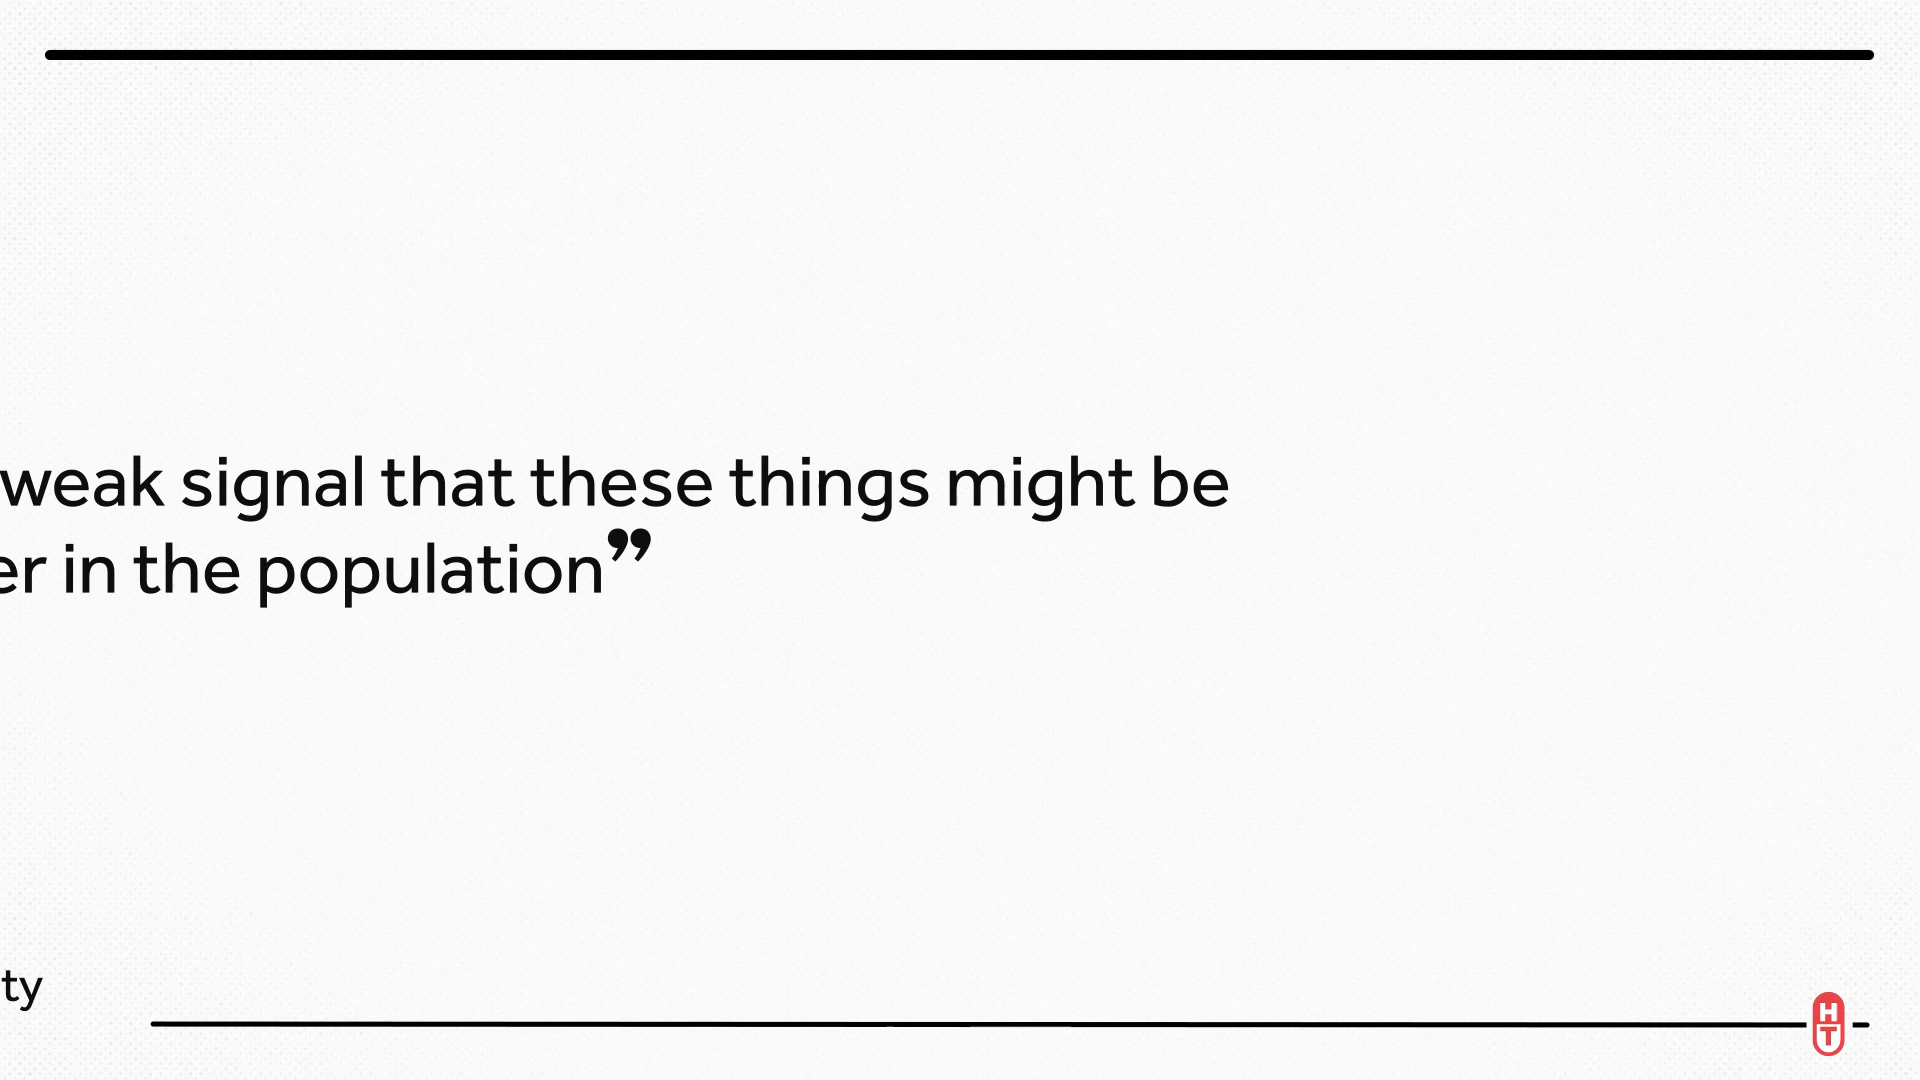 weak signal that these things might be
er in the population”
ty
H
T